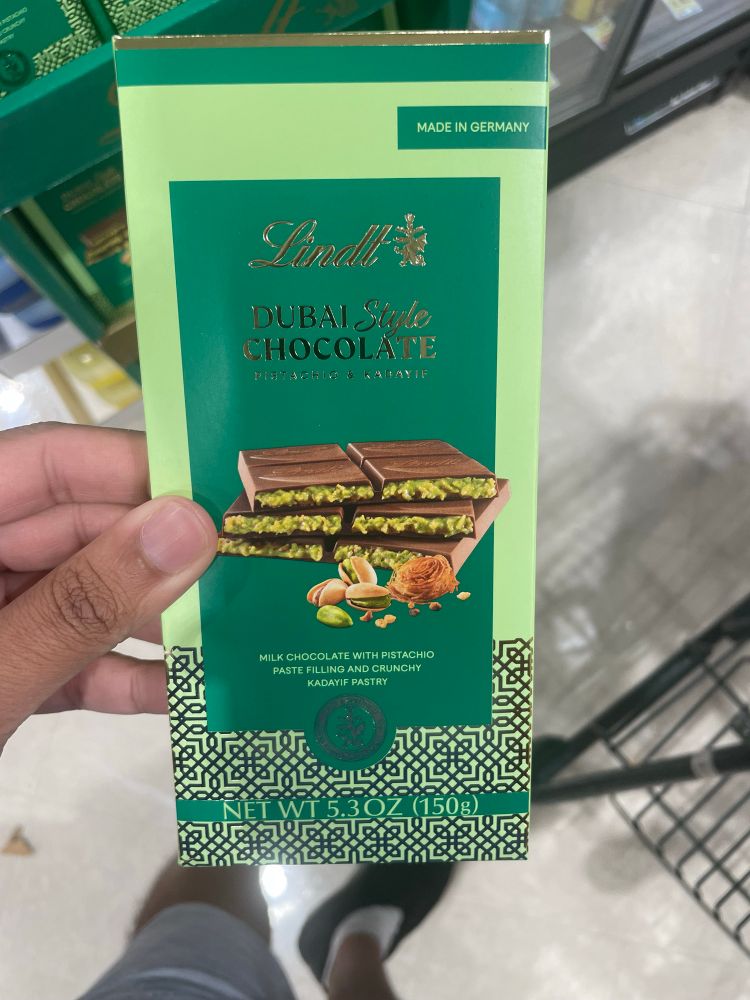 MADE IN GERMANY
Lindt
DUBAI Style
CHOCOLATE
PISTACHIO & KADAYIF
MILK CHOCOLATE WITH PISTACHIO
PASTE FILLING AND CRUNCHY
KADAYIF PASTRY
NET WT 5.3 OZ (150g)